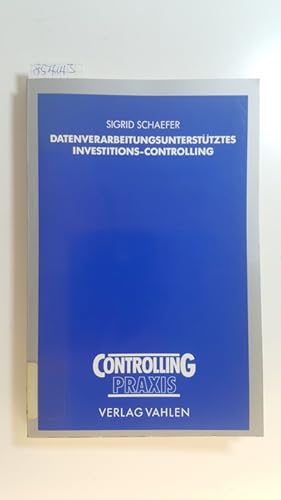 SIGRID SCHAEFER
DATENVERARBEITUNGSUNTERSTÜTZTES
INVESTITIONS-CONTROLLING
CONTROLLING
PRAXIS
VERLAG VAHLEN